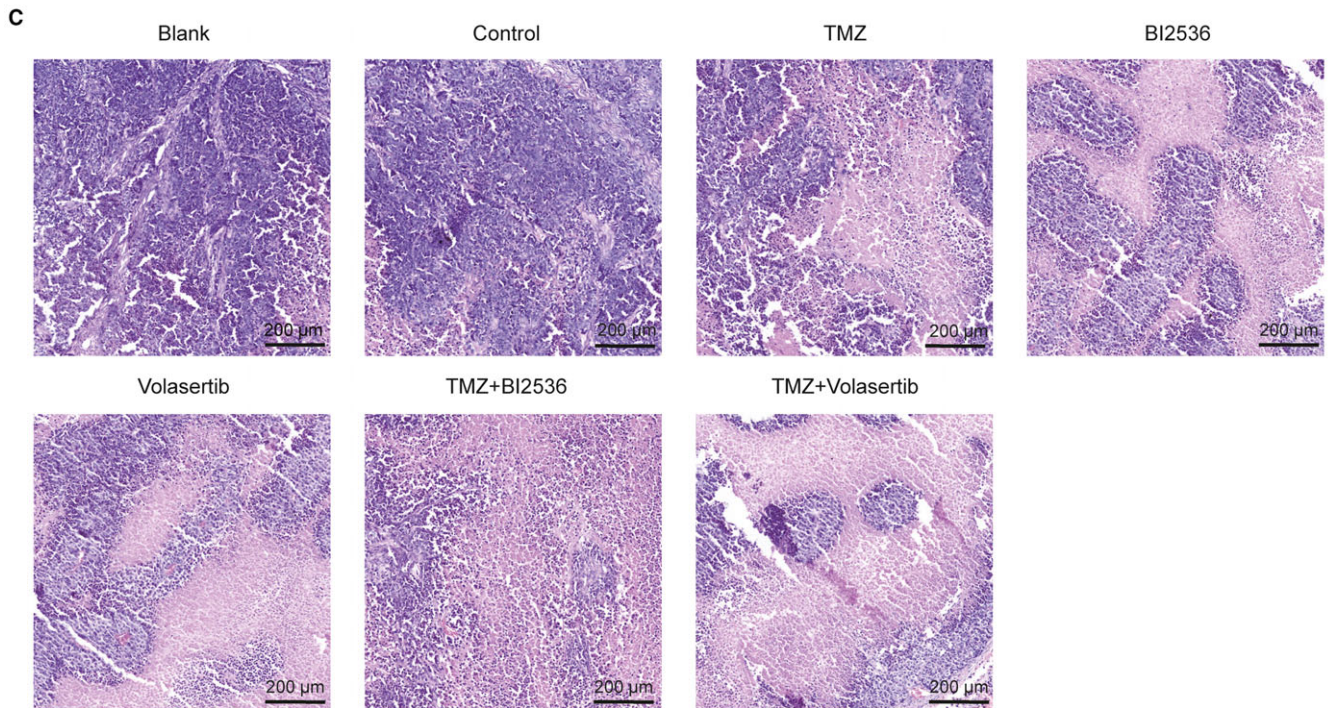 C
Blank
Control
TMZ
BI2536
200 µm
200 µm
200 µm
200 µm
Volasertib
TMZ+BI2536
TMZ+Volasertib
200 µm
200 µm
200 µm